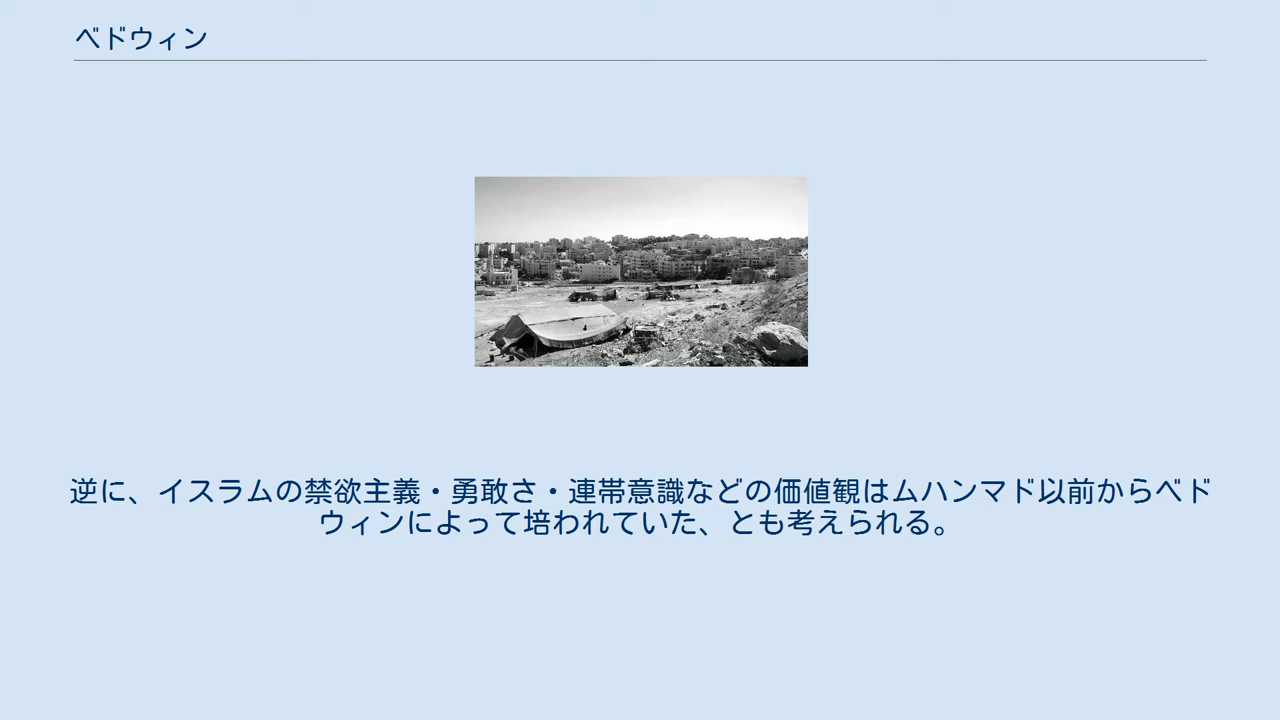 ベドウィン
逆に、イスラムの禁欲主義・勇敢さ・連帯意識などの価値観はムハンマド以前からベド
ウィンによって培われていた、とも考えられる。